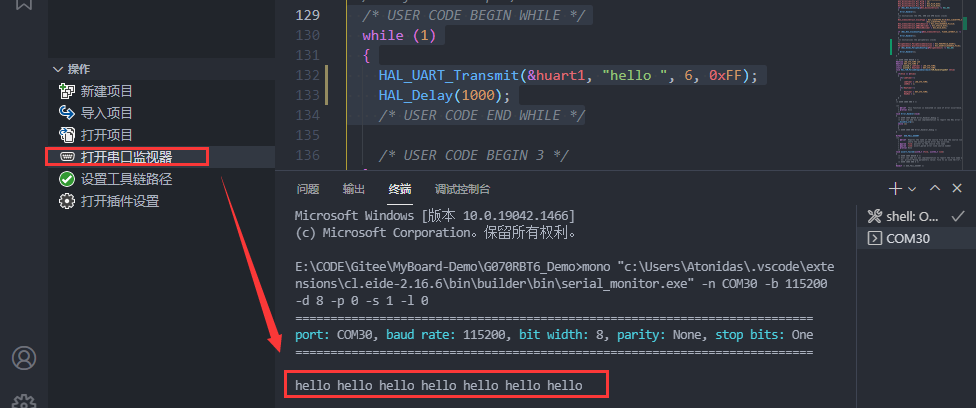 操作
新建项目
导入项目
打开项目
打开串口监视器
设置工具链路径
打开插件设置
129 /* USER CODE BEGIN WHILE */
130 while (1)
131 {
132 HAL_UART_Transmit(&huart1, "hello ", 6, 0xFF);
133 HAL_Delay(1000);
134 /* USER CODE END WHILE */
135
136 /* USER CODE BEGIN 3 */
问题 输出 终端 调试控制台
Microsoft Windows [版本 10.0.19042.1466]
(c) Microsoft Corporation。保留所有权利。
E:\CODE\Gitee\MyBoard-Demo\G070RBT6_Demo>mono "c:\Users\Atonidas\.vscode\exte
nsions\cl.eide-2.16.6\bin\builder\bin\serial_monitor.exe" -n COM30 -b 115200
-d 8 -p 0 -s 1 -l 0
==========================================================================
port: COM30, baud rate: 115200, bit width: 8, parity: None, stop bits: One
==========================================================================
hello hello hello hello hello hello hello
shell: O...
COM30